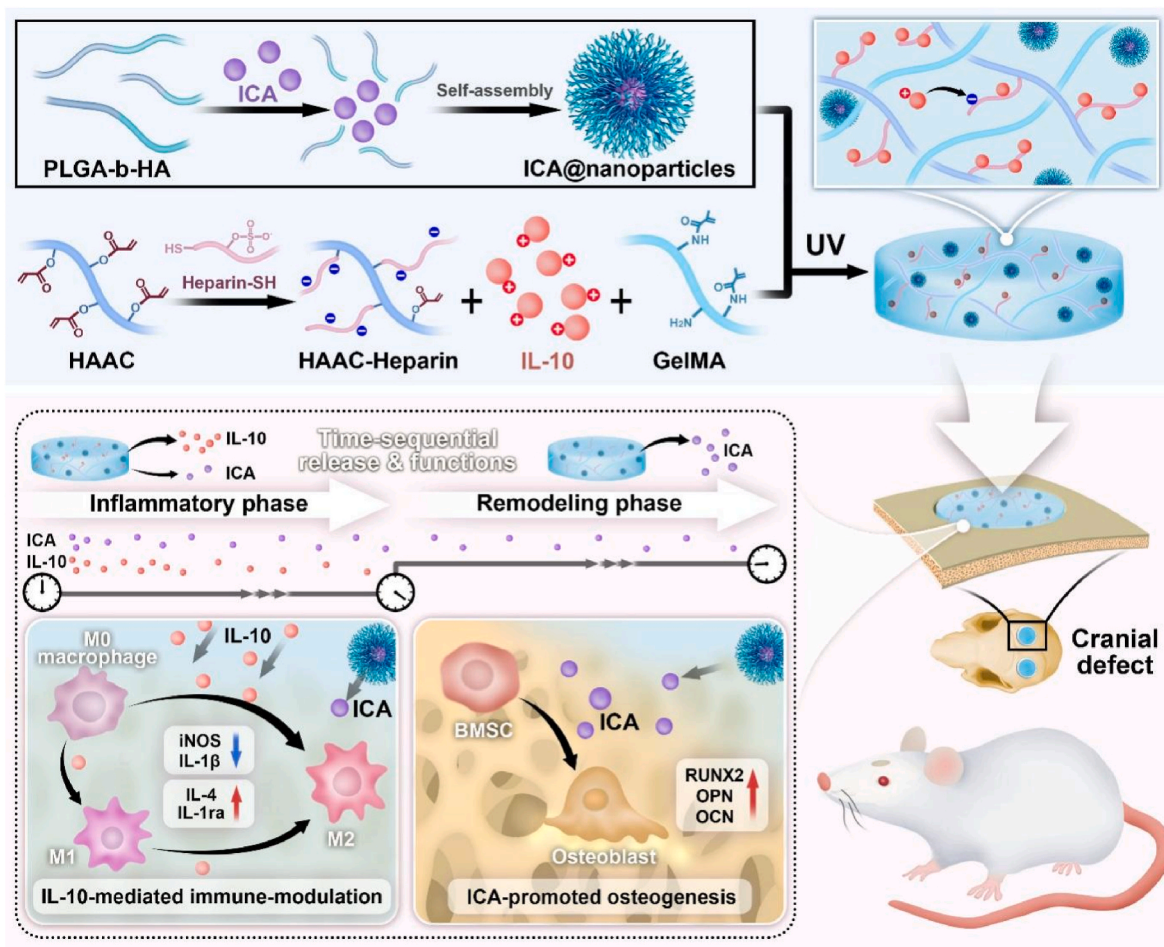 ICA
Self-assembly
PLGA-b-HA
ICA@nanoparticles
+
-
HS
O
S
O
O⁻
O
Heparin-SH
HAAC
HAAC-Heparin
+
IL-10
+
O
NH
O
NH
H₂N
GelMA
UV
IL-10
ICA
Time-sequential
release & functions
ICA
Inflammatory phase
Remodeling phase
ICA
IL-10
M0
macrophage
IL-10
ICA
iNOS
IL-1β
IL-4
IL-1ra
M1
M2
IL-10-mediated immune-modulation
BMSC
ICA
RUNX2
OPN
OCN
Osteoblast
ICA-promoted osteogenesis
Cranial
defect